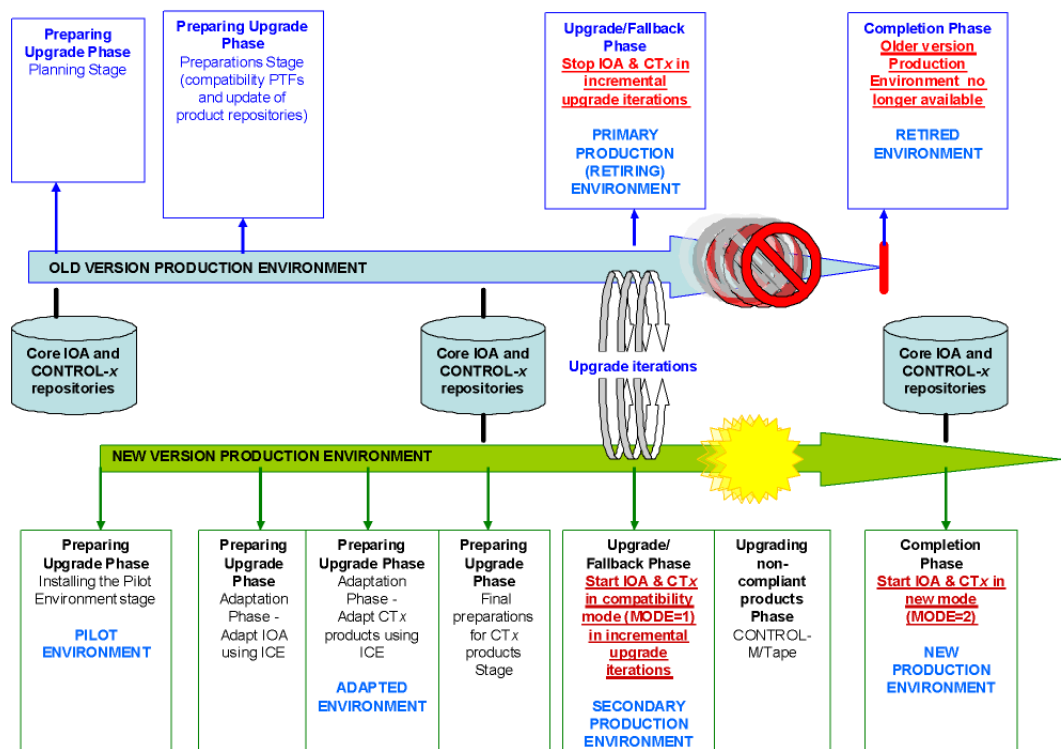 Preparing
Upgrade Phase
Planning Stage
Preparing Upgrade
Phase
Preparations Stage
(compatibility PTFs
and update of
product repositories)
Upgrade/Fallback
Phase
Stop IOA & CTx in
incremental
upgrade iterations
PRIMARY
PRODUCTION
(RETIRING)
ENVIRONMENT
Completion Phase
Older version
Production
Environment no
longer available
RETIRED
ENVIRONMENT
OLD VERSION PRODUCTION ENVIRONMENT
Core IOA and
CONTROL-x
repositories
Core IOA and
CONTROL-x
repositories
Upgrade iterations
Core IOA and
CONTROL-x
repositories
NEW VERSION PRODUCTION ENVIRONMENT
Preparing
Upgrade Phase
Installing the Pilot
Environment stage
PILOT
ENVIRONMENT
Preparing
Upgrade
Phase
Adaptation
Phase -
Adapt IOA
using ICE
Preparing
Upgrade Phase
Adaptation
Phase -
Adapt CTx
products using
ICE
ADAPTED
ENVIRONMENT
Preparing
Upgrade
Phase
Final
preparations
for CTx
products
Stage
Upgrade/
Fallback Phase
Start IOA & CTx
in compatibility
mode (MODE=1)
in incremental
upgrade
iterations
SECONDARY
PRODUCTION
ENVIRONMENT
Upgrading
non-
compliant
products
Phase
CONTROL-
M/Tape
Completion
Phase
Start IOA & CTx in
new mode
(MODE=2)
NEW
PRODUCTION
ENVIRONMENT